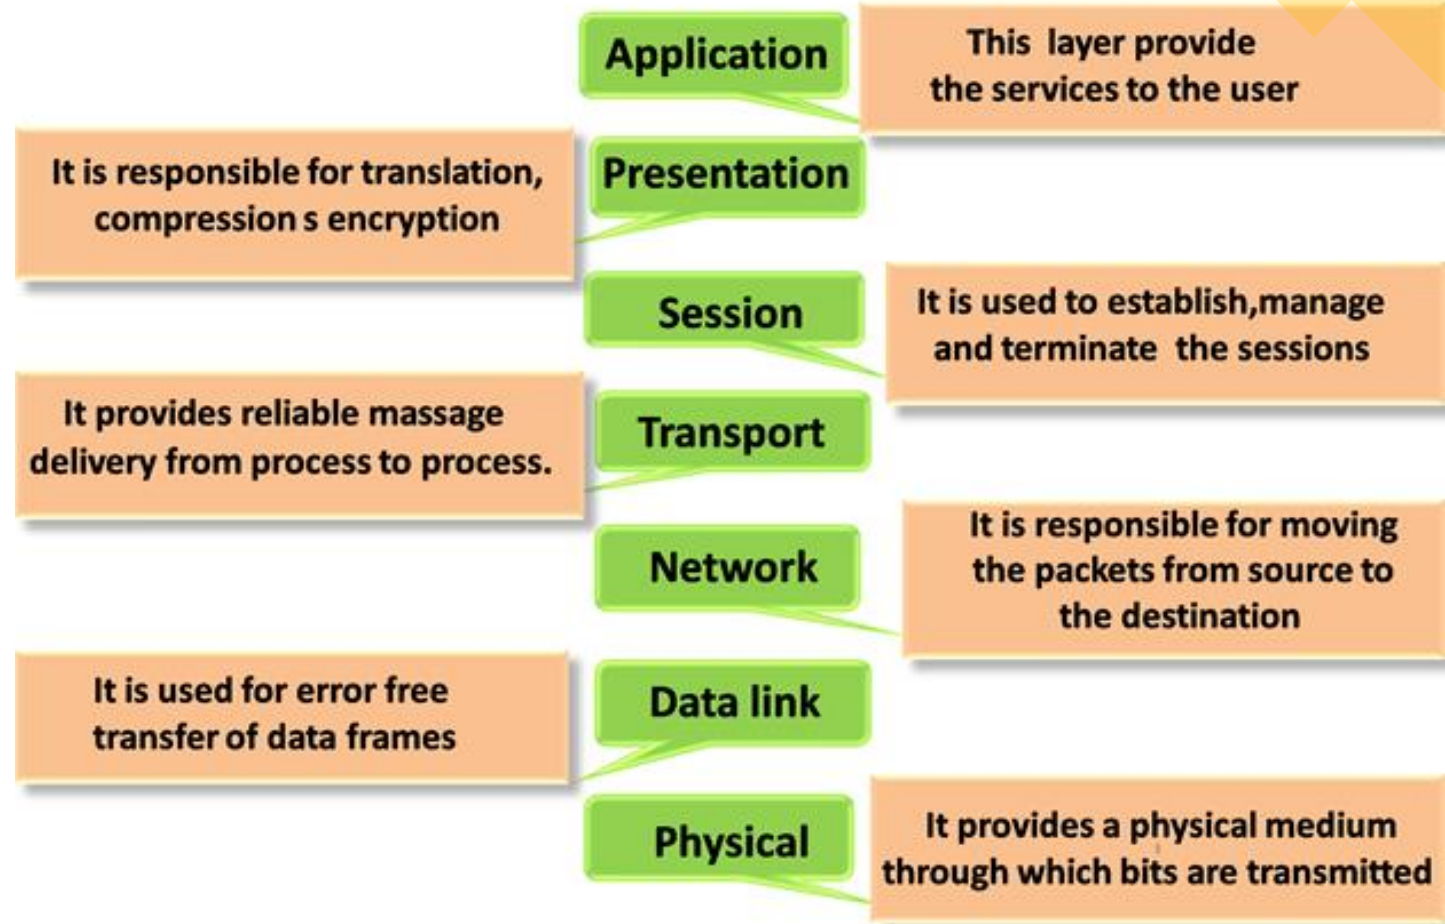 Application
This layer provide
the services to the user
Presentation
It is responsible for translation,
compression s encryption
Session
It is used to establish,manage
and terminate the sessions
Transport
It provides reliable massage
delivery from process to process.
Network
It is responsible for moving
the packets from source to
the destination
Data link
It is used for error free
transfer of data frames
Physical
It provides a physical medium
through which bits are transmitted